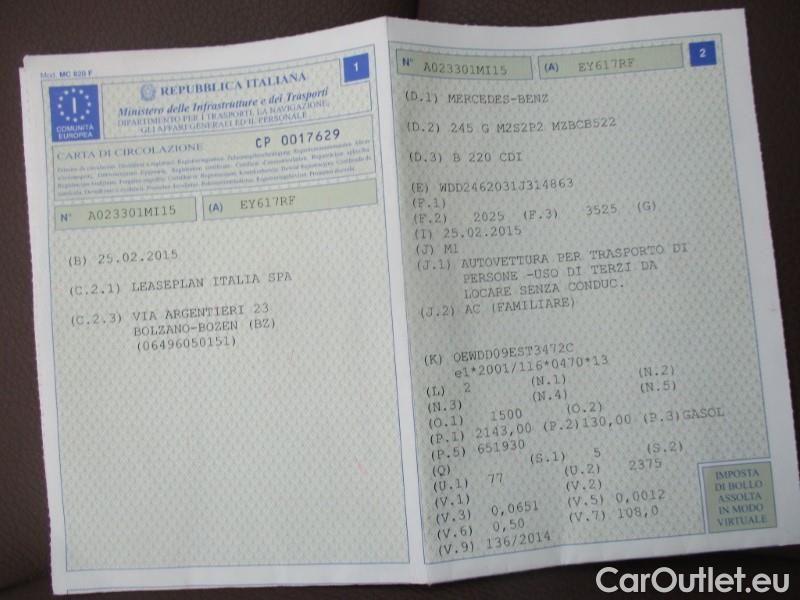 Mod. MC 820 F
1
I
COMUNITÀ
EUROPEA
REPUBBLICA ITALIANA
Ministero delle Infrastrutture e dei Trasporti
DIPARTIMENTO PER I TRASPORTI, LA NAVIGAZIONE,
GLI AFFARI GENERALI ED IL PERSONALE
CARTA DI CIRCOLAZIONE CP 0017629
N° A023301MI15 (A) EY617RF
(B) 25.02.2015
(C.2.1) LEASEPLAN ITALIA SPA
(C.2.3) VIA ARGENTIERI 23
BOLZANO-BOZEN (BZ)
(06496050151)
N° A023301MI15 (A) EY617RF 2
(D.1) MERCEDES-BENZ
(D.2) 245 G M2S2P2 MZBCB522
(D.3) B 220 CDI
(E) WDD2462031J314863
(F.1)
(F.2) 2025 (F.3) 3525 (G)
(I) 25.02.2015
(J) M1
(J.1) AUTOVETTURA PER TRASPORTO DI
PERSONE -USO DI TERZI DA
LOCARE SENZA CONDUC.
(J.2) AC (FAMILIARE)
(K) OEWDD09EST3472C
e1*2001/116*0470*13
(L) 2 (N.1) (N.2)
(N.3) (N.4) (N.5)
(O.1) 1500 (O.2)
(P.1) 2143,00 (P.2)130,00 (P.3)GASOL
(P.5) 651930
(Q) (S.1) 5 (S.2)
(U.1) 77 (U.2) 2375
(V.1) (V.2)
(V.3) 0,0651 (V.5) 0,0012
(V.6) 0,50 (V.7) 108,0
(V.9) 136/2014
IMPOSTA
DI BOLLO
ASSOLTA
IN MODO
VIRTUALE
CarOutlet.eu